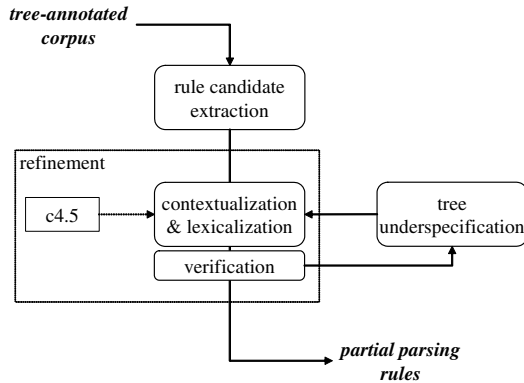 tree-annotated
corpus
rule candidate
extraction
refinement
c4.5
contextualization
& lexicalization
tree
underspecification
verification
partial parsing
rules